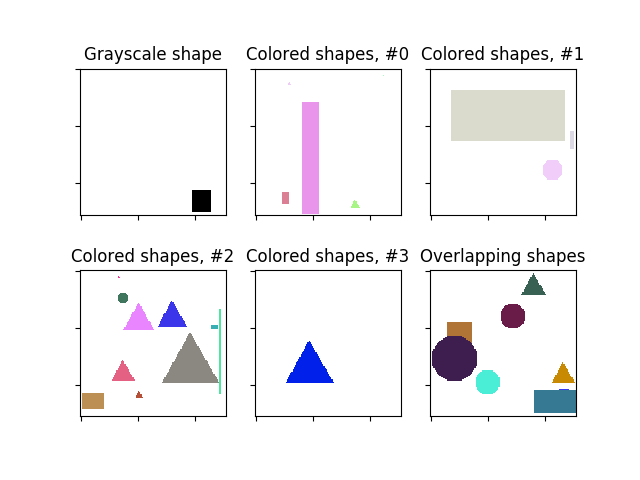 Grayscale shape
Colored shapes, #0
Colored shapes, #1
Colored shapes, #2
Colored shapes, #3
Overlapping shapes